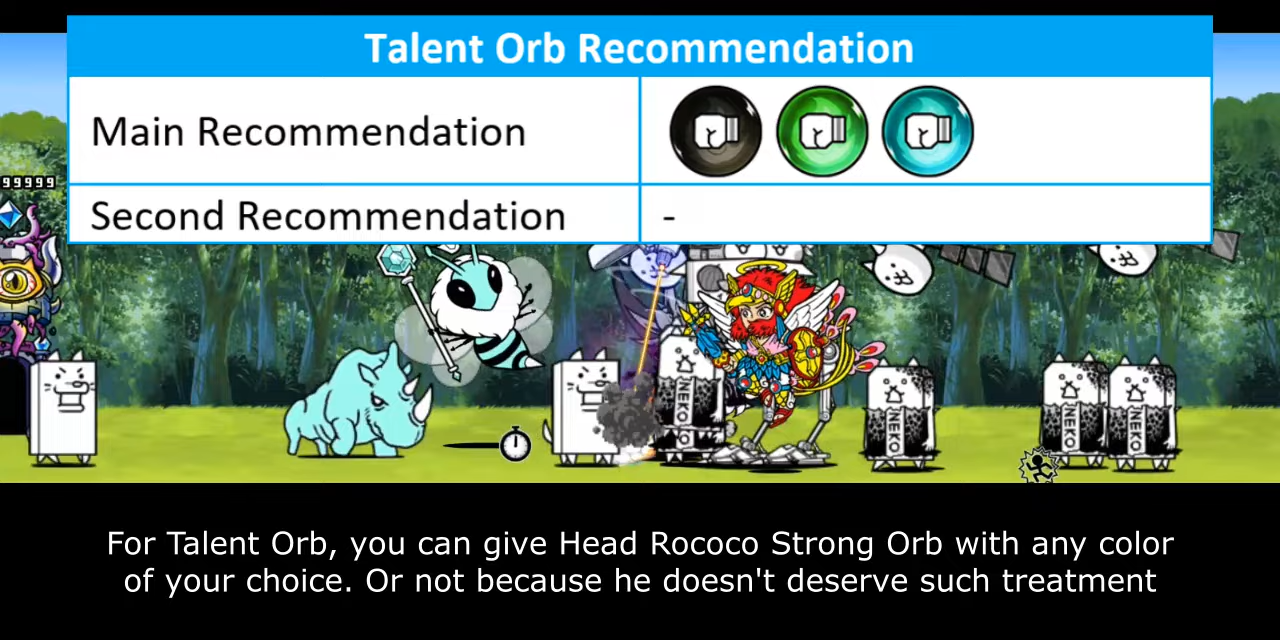 Talent Orb Recommendation
Main Recommendation
Second Recommendation -
99999
NEKO
NEKO
NEKO
NEKO
For Talent Orb, you can give Head Rococo Strong Orb with any color
of your choice. Or not because he doesn't deserve such treatment